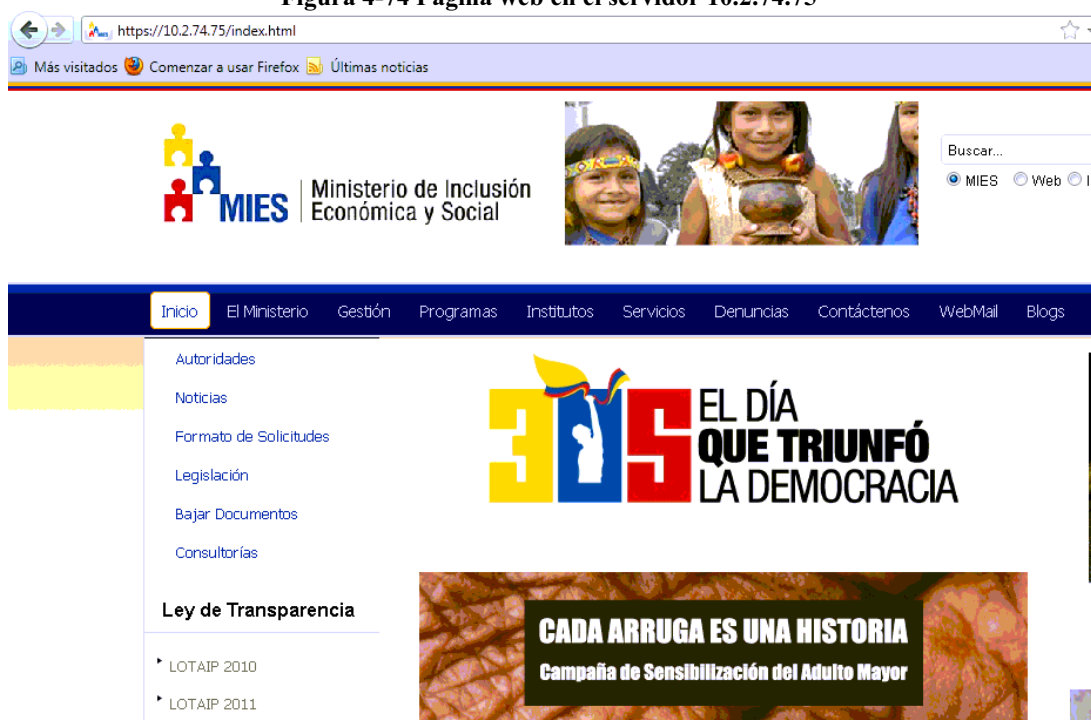 Figura 4-74 Página web en el servidor 10.2.74.75
https://10.2.74.75/index.html
Más visitados Comenzar a usar Firefox Últimas noticias
MIES
Ministerio de Inclusión
Económica y Social
Buscar...
MIES Web
Inicio El Ministerio Gestión Programas Institutos Servicios Denuncias Contáctenos WebMail Blogs
Autoridades
Noticias
Formato de Solicitudes
Legislación
Bajar Documentos
Consultorías
Ley de Transparencia
LOTAIP 2010
LOTAIP 2011
30S
EL DÍA
QUE TRIUNFÓ
LA DEMOCRACIA
CADA ARRUGA ES UNA HISTORIA
Campaña de Sensibilización del Adulto Mayor